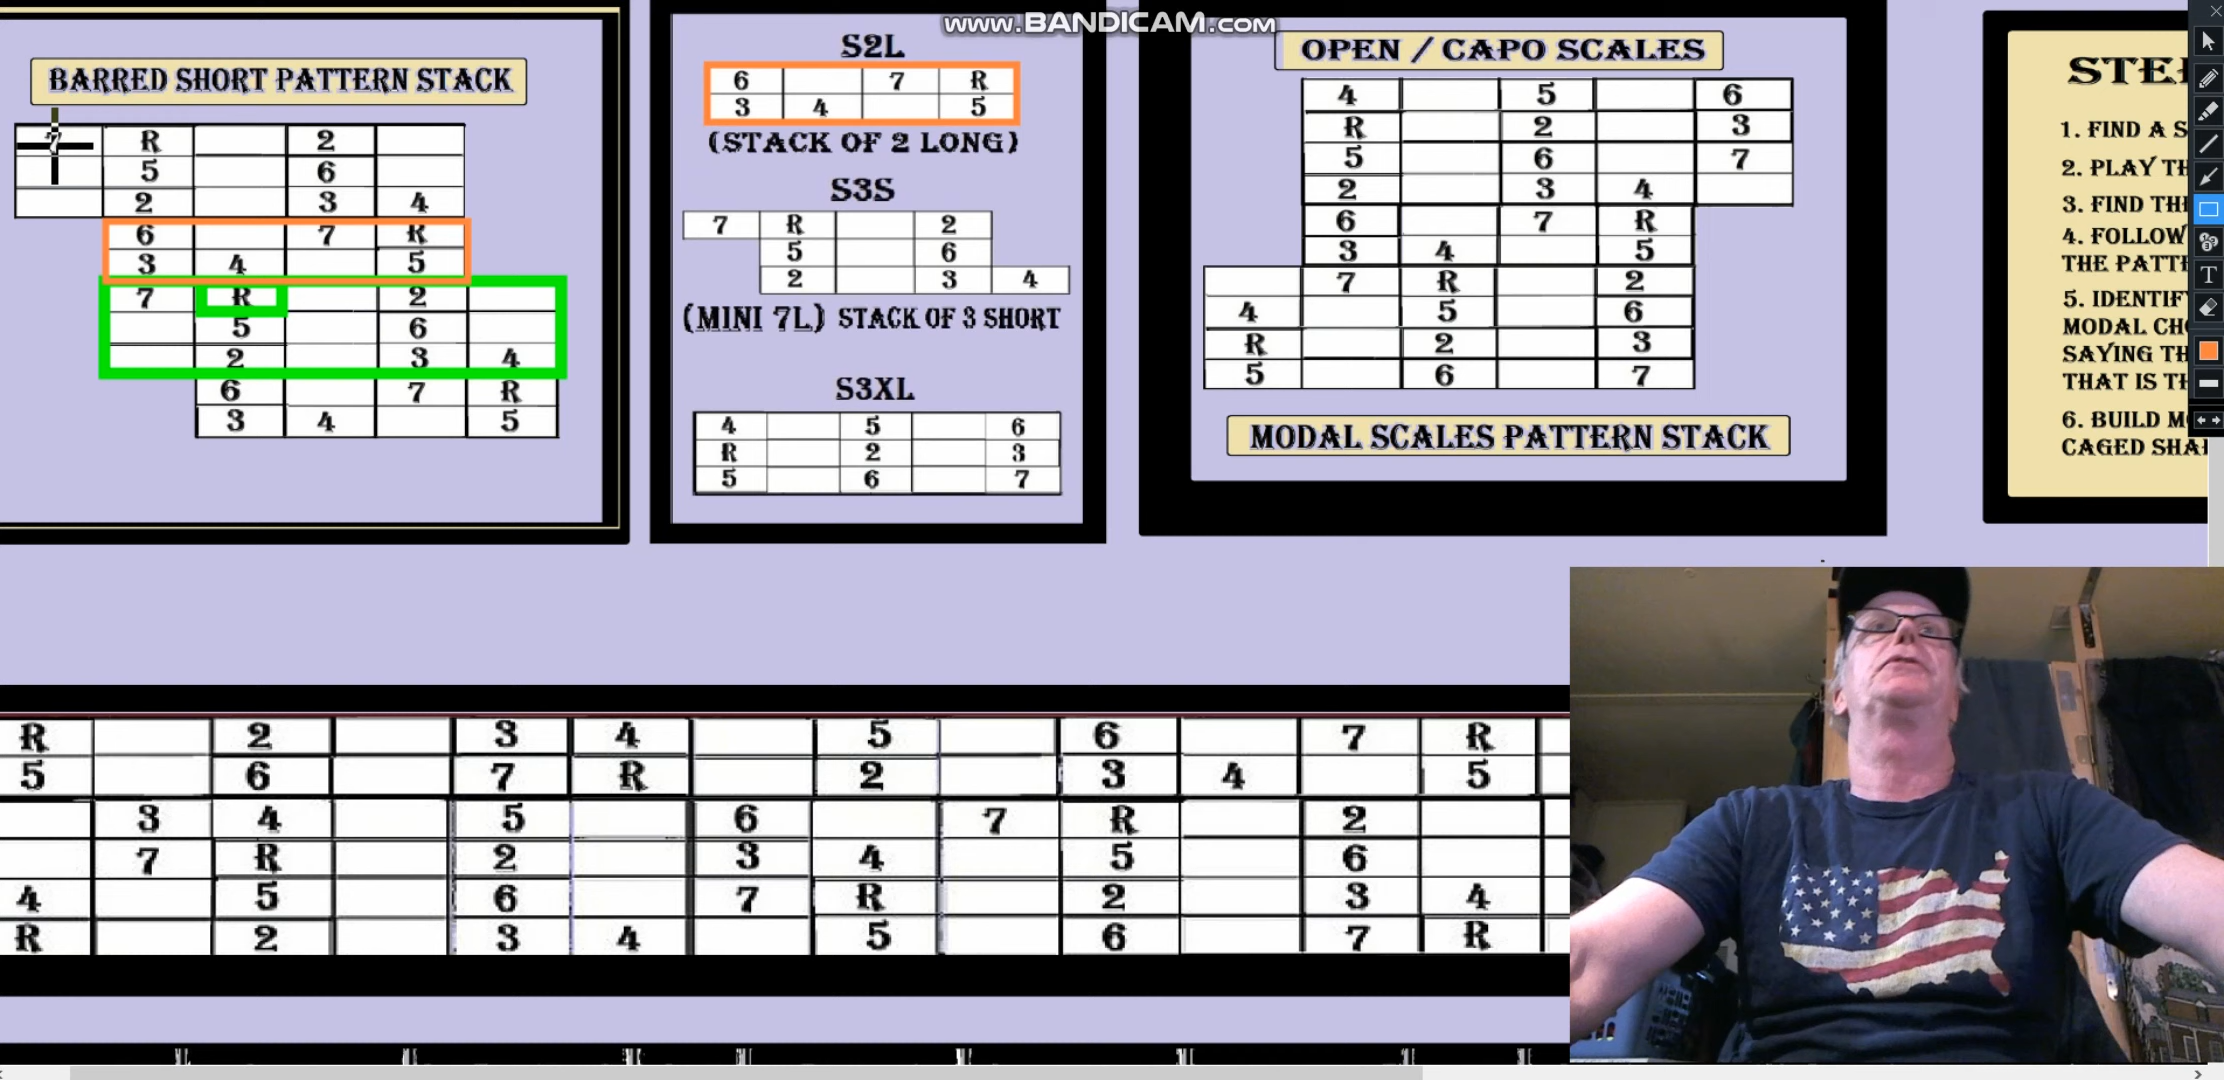 www.BANDICAM.com
BARRED SHORT PATTERN STACK
7 R 2
5 6
2 3 4
6 7 R
3 4 5
7 R 2
5 6
2 3 4
6 7 R
3 4 5
S2L
6 7 R
3 4 5
(STACK OF 2 LONG)
S3S
7 R 2
5 6
2 3 4
(MINI 7L) STACK OF 3 SHORT
S3XL
4 5 6
R 2 3
5 6 7
OPEN / CAPO SCALES
4 5 6
R 2 3
5 6 7
2 3 4
6 7 R
3 4 5
7 R 2
4 5 6
R 2 3
5 6 7
MODAL SCALES PATTERN STACK
1. FIND A S
2. PLAY TH
3. FIND TH
4. FOLLOW
THE PATT
5. IDENTIF
MODAL CH
SAYING TH
THAT IS TH
6. BUILD M
CAGED SHA
R 2 3 4 5 6 7 R
5 6 7 R 2 3 4 5
3 4 5 6 7 R 2
7 R 2 3 4 5 6
4 5 6 7 R 2 3 4
R 2 3 4 5 6 7 R